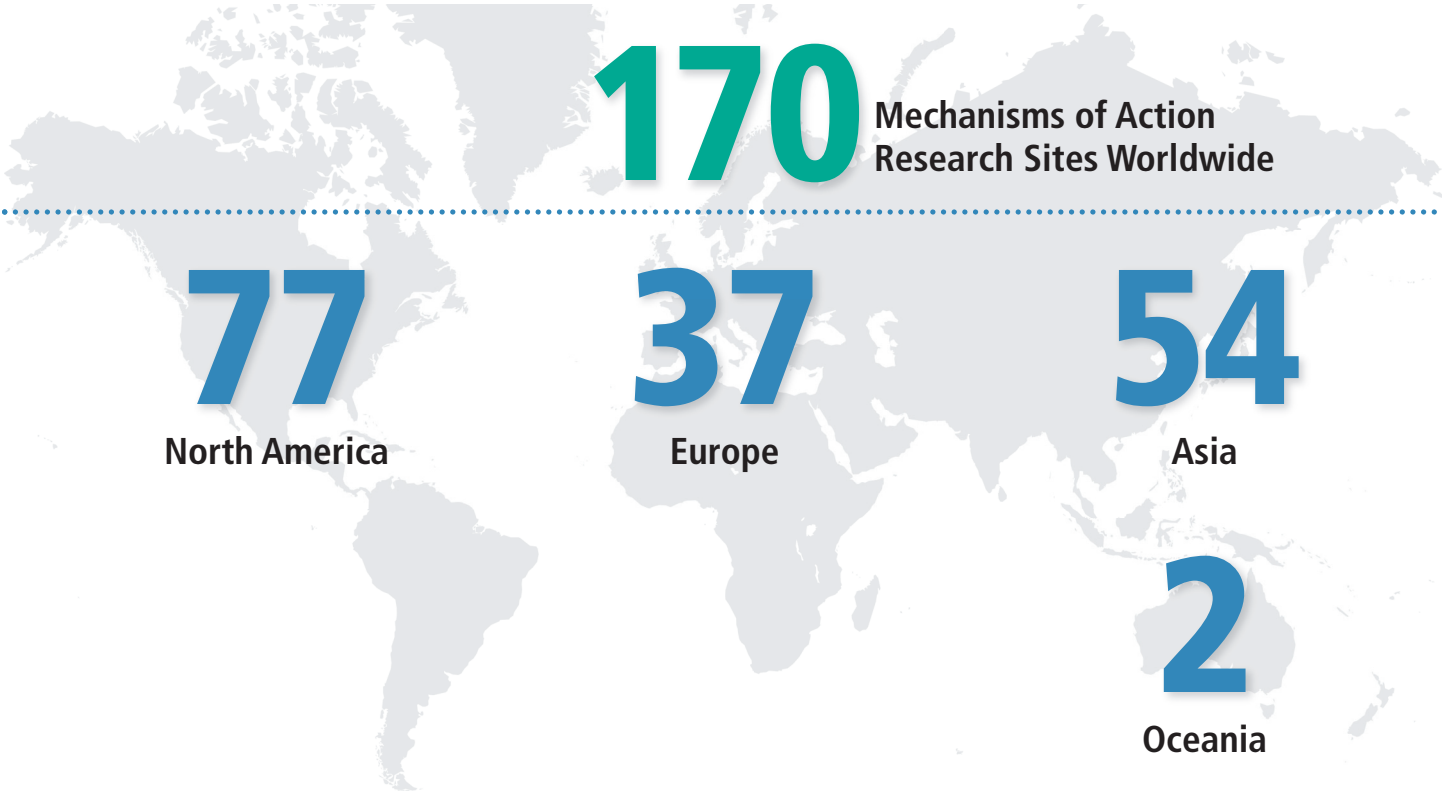 170
Mechanisms of Action
Research Sites Worldwide
77
North America
37
Europe
54
Asia
2
Oceania